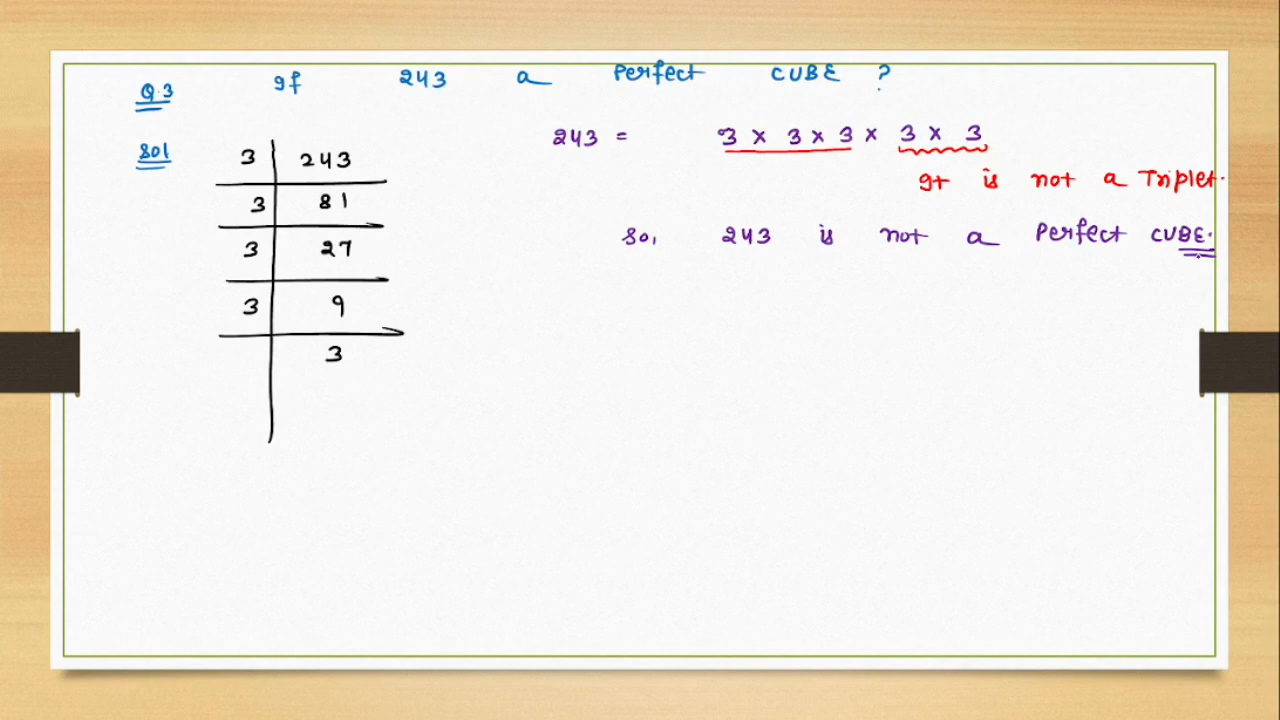 Q.3 If 243 a Perfect CUBE ?
Sol
3 | 243
3 | 81
3 | 27
3 | 9
3
243 = 3 × 3 × 3 × 3 × 3
It is not a Triplet.
So, 243 is not a Perfect CUBE.